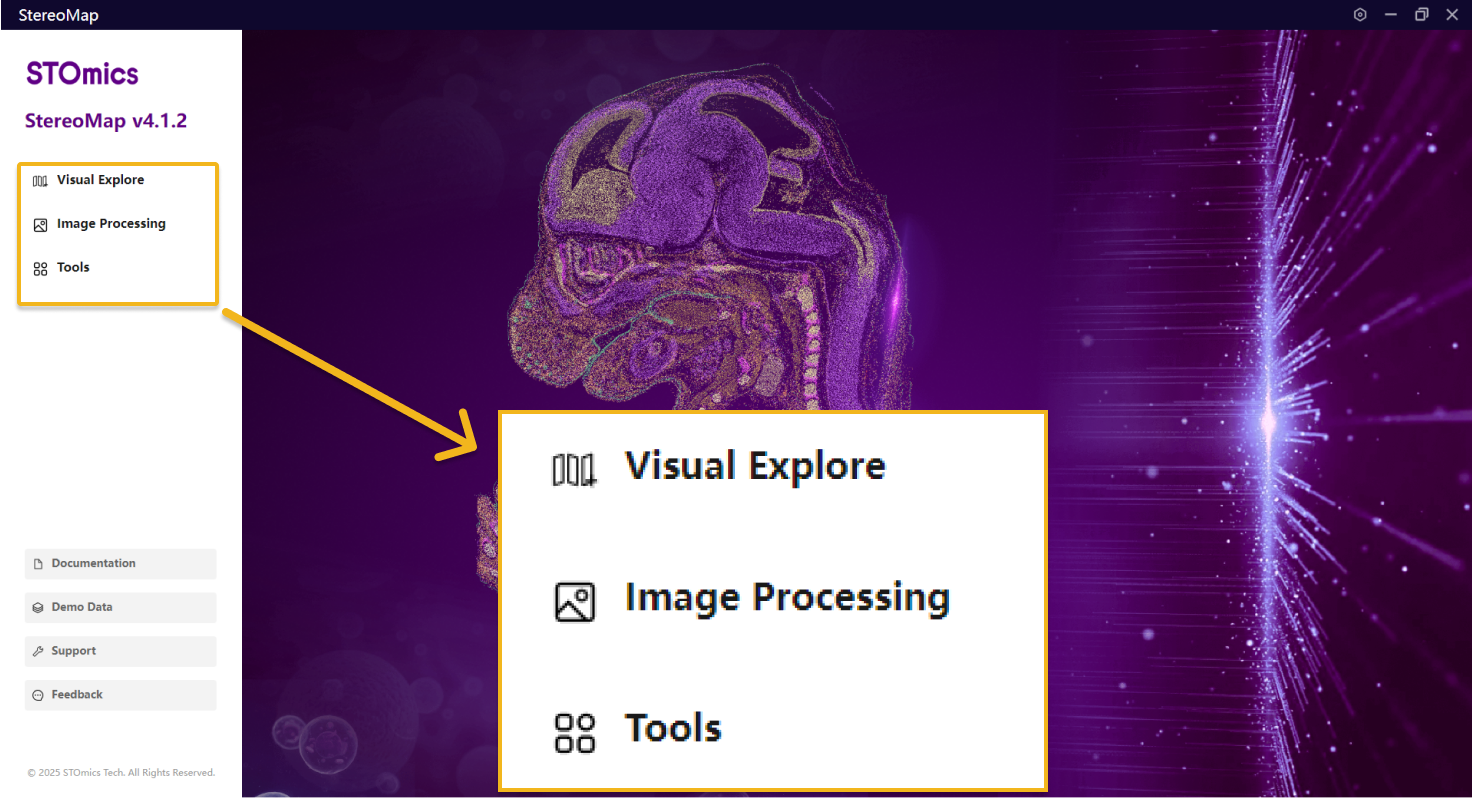 StereoMap
STOmics
StereoMap v4.1.2
Visual Explore
Image Processing
Tools
Documentation
Demo Data
Support
Feedback
© 2025 STOmics Tech. All Rights Reserved.
Visual Explore
Image Processing
Tools